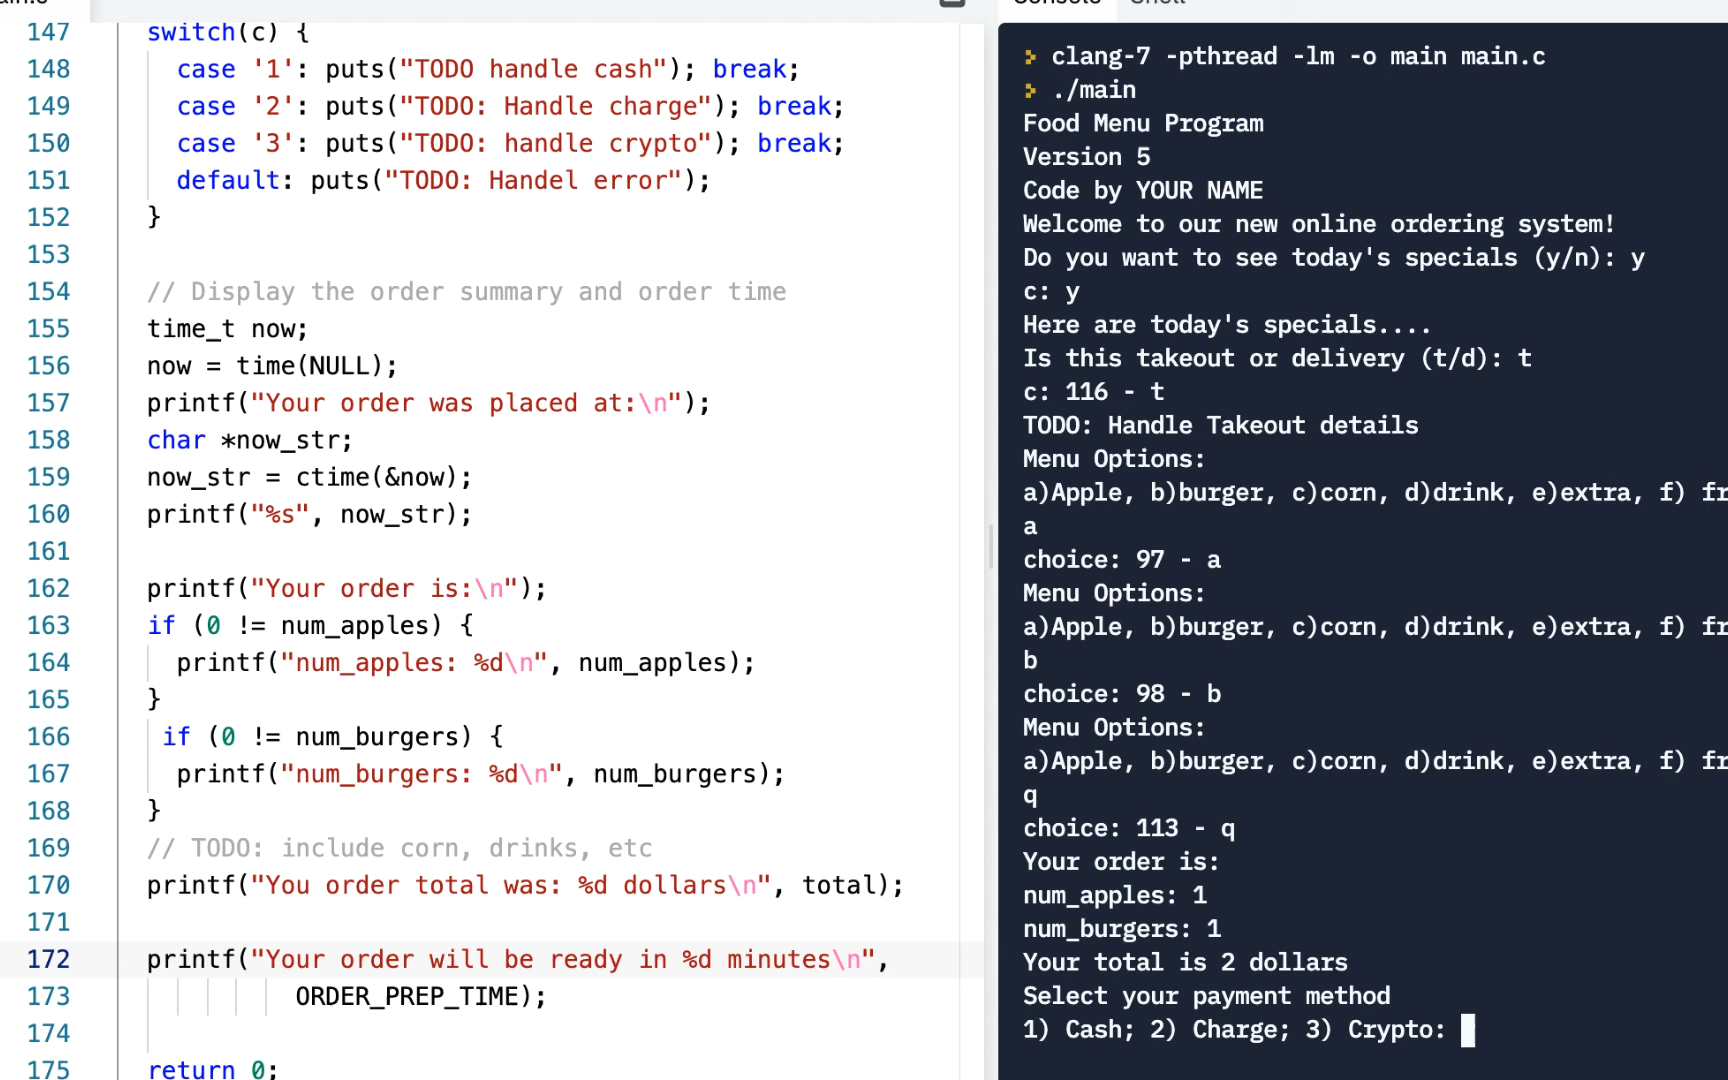 147 switch(c) {
148 case '1': puts("TODO handle cash"); break;
149 case '2': puts("TODO: Handle charge"); break;
150 case '3': puts("TODO: handle crypto"); break;
151 default: puts("TODO: Handel error");
152 }
153
154 // Display the order summary and order time
155 time_t now;
156 now = time(NULL);
157 printf("Your order was placed at:\n");
158 char *now_str;
159 now_str = ctime(&now);
160 printf("%s", now_str);
161
162 printf("Your order is:\n");
163 if (0 != num_apples) {
164 printf("num_apples: %d\n", num_apples);
165 }
166 if (0 != num_burgers) {
167 printf("num_burgers: %d\n", num_burgers);
168 }
169 // TODO: include corn, drinks, etc
170 printf("You order total was: %d dollars\n", total);
171
172 printf("Your order will be ready in %d minutes\n",
173 ORDER_PREP_TIME);
174
175 return 0;
> clang-7 -pthread -lm -o main main.c
> ./main
Food Menu Program
Version 5
Code by YOUR NAME
Welcome to our new online ordering system!
Do you want to see today's specials (y/n): y
c: y
Here are today's specials....
Is this takeout or delivery (t/d): t
c: 116 - t
TODO: Handle Takeout details
Menu Options:
a)Apple, b)burger, c)corn, d)drink, e)extra, f) fr
a
choice: 97 - a
Menu Options:
a)Apple, b)burger, c)corn, d)drink, e)extra, f) fr
b
choice: 98 - b
Menu Options:
a)Apple, b)burger, c)corn, d)drink, e)extra, f) fr
q
choice: 113 - q
Your order is:
num_apples: 1
num_burgers: 1
Your total is 2 dollars
Select your payment method
1) Cash; 2) Charge; 3) Crypto: